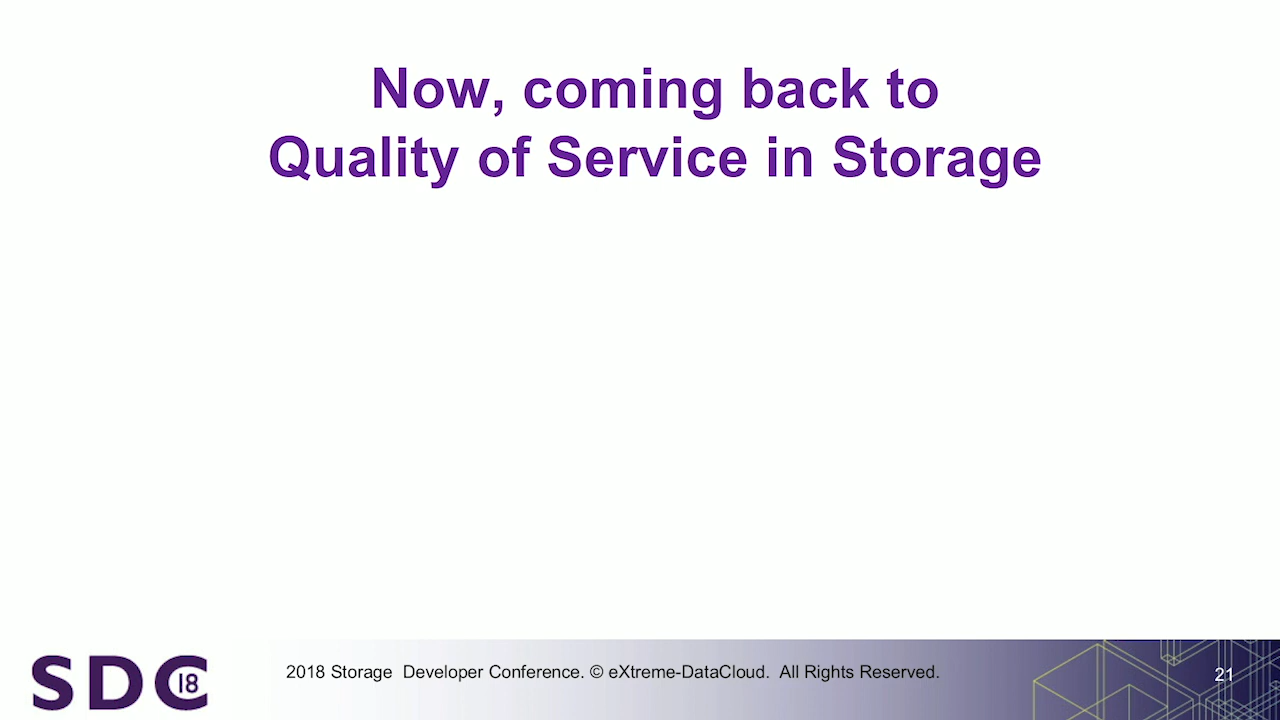 Now, coming back to
Quality of Service in Storage
SDC 18
2018 Storage  Developer Conference. © eXtreme-DataCloud.  All Rights Reserved.
21